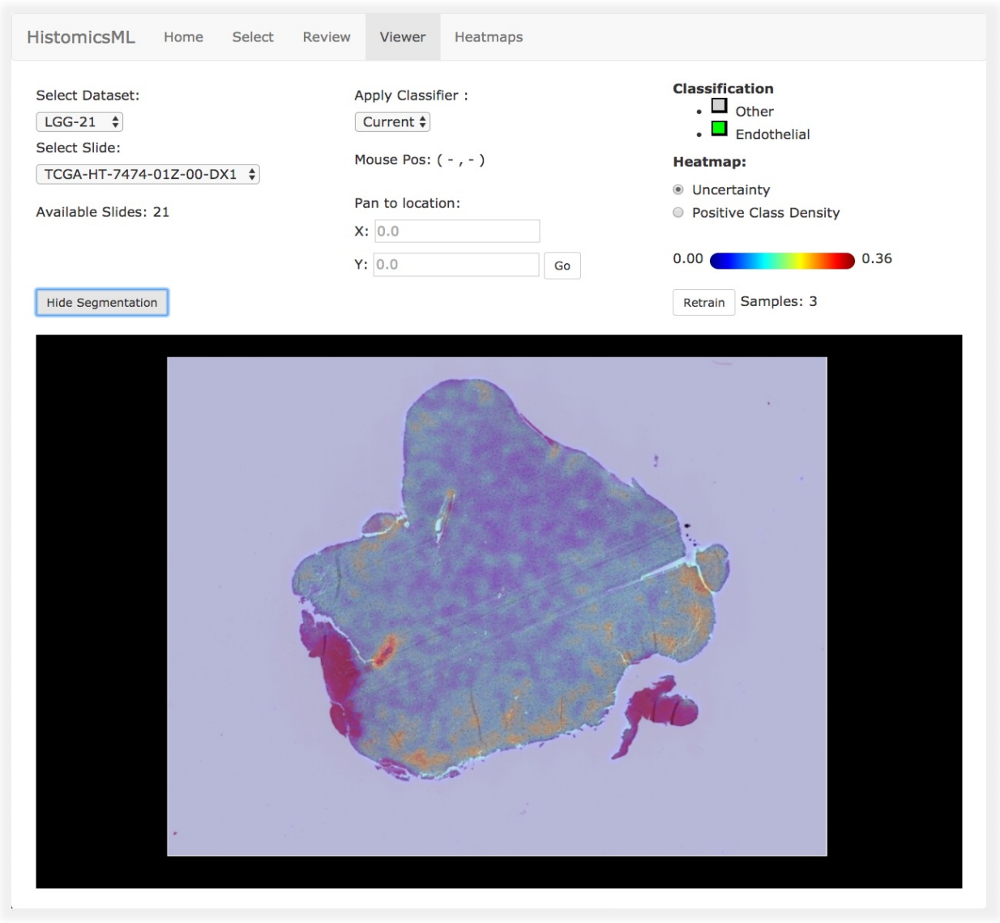 HistomicsML Home Select Review Viewer Heatmaps
Select Dataset:
LGG-21
Select Slide:
TCGA-HT-7474-01Z-00-DX1
Available Slides: 21
Hide Segmentation
Apply Classifier :
Current
Mouse Pos: ( - , - )
Pan to location:
X: 0.0
Y: 0.0 Go
Classification
• Other
• Endothelial
Heatmap:
Uncertainty
Positive Class Density
0.00 0.36
Retrain Samples: 3